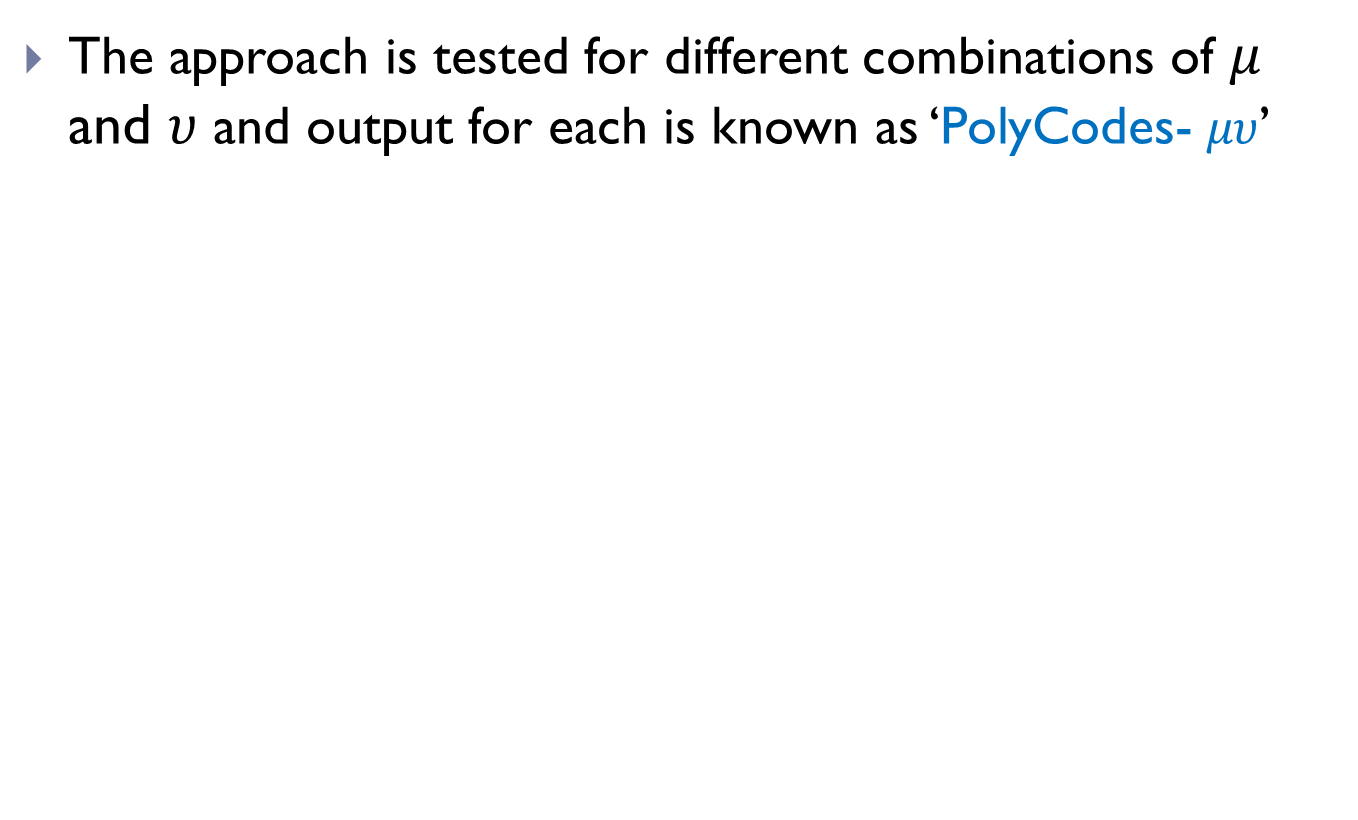 The approach is tested for different combinations of μ
and υ and output for each is known as ‘PolyCodes- μυ’